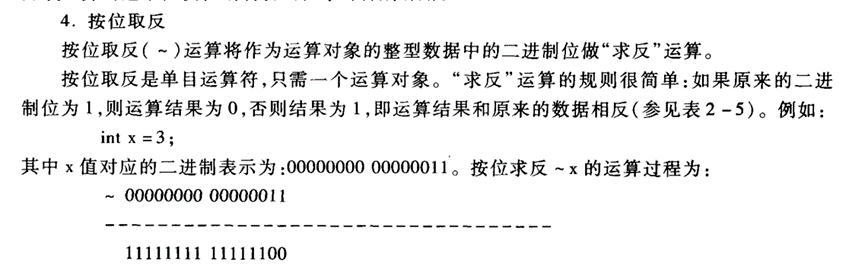 4. 按位取反
按位取反( ~ )运算将作为运算对象的整型数据中的二进制位做“求反”运算。
按位取反是单目运算符,只需一个运算对象。“求反”运算的规则很简单:如果原来的二进
制位为1,则运算结果为0,否则结果为1,即运算结果和原来的数据相反(参见表2-5)。例如:
int x=3;
其中x值对应的二进制表示为:00000000 00000011。按位求反~x的运算过程为:
~ 00000000 00000011
-----------------------------------
11111111 11111100